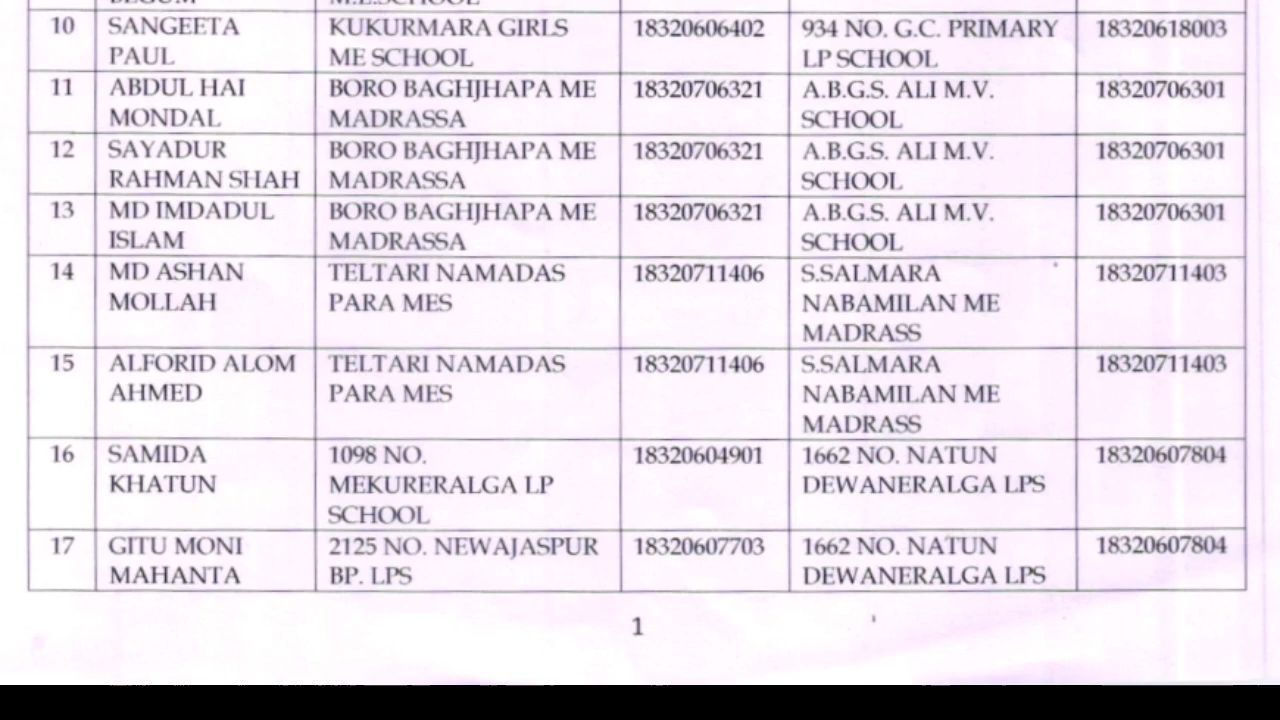 BEGUM M.E.SCHOOL
10 SANGEETA KUKURMARA GIRLS 18320606402 934 NO. G.C. PRIMARY 18320618003
PAUL ME SCHOOL LP SCHOOL
11 ABDUL HAI BORO BAGHJHAPA ME 18320706321 A.B.G.S. ALI M.V. 18320706301
MONDAL MADRASSA SCHOOL
12 SAYADUR BORO BAGHJHAPA ME 18320706321 A.B.G.S. ALI M.V. 18320706301
RAHMAN SHAH MADRASSA SCHOOL
13 MD IMDADUL BORO BAGHJHAPA ME 18320706321 A.B.G.S. ALI M.V. 18320706301
ISLAM MADRASSA SCHOOL
14 MD ASHAN TELTARI NAMADAS 18320711406 S.SALMARA 18320711403
MOLLAH PARA MES NABAMILAN ME
MADRASS
15 ALFORID ALOM TELTARI NAMADAS 18320711406 S.SALMARA 18320711403
AHMED PARA MES NABAMILAN ME
MADRASS
16 SAMIDA 1098 NO. 18320604901 1662 NO. NATUN 18320607804
KHATUN MEKURERALGA LP DEWANERALGA LPS
SCHOOL
17 GITU MONI 2125 NO. NEWAJASPUR 18320607703 1662 NO. NATUN 18320607804
MAHANTA BP. LPS DEWANERALGA LPS
1